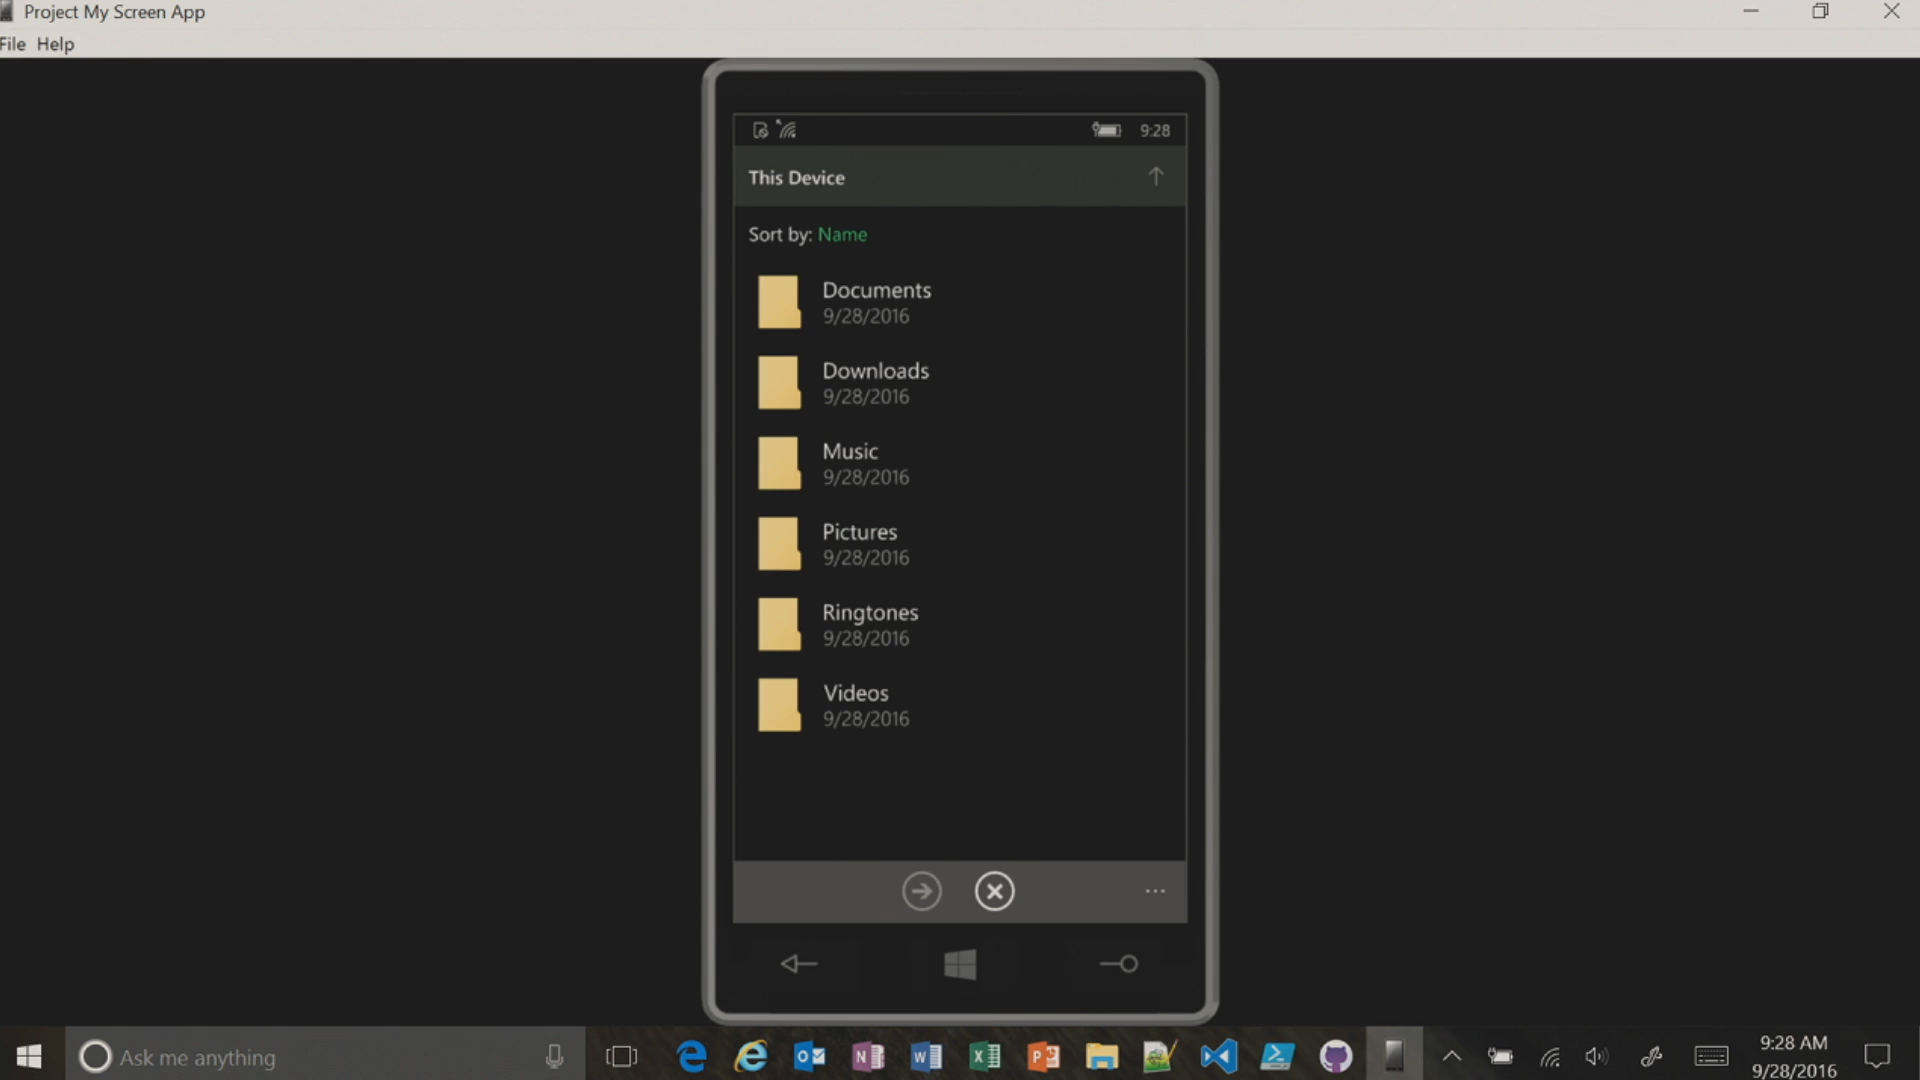 Project My Screen App
File Help
9:28
This Device
Sort by: Name
Documents
9/28/2016
Downloads
9/28/2016
Music
9/28/2016
Pictures
9/28/2016
Ringtones
9/28/2016
Videos
9/28/2016
Ask me anything
9:28 AM
9/28/2016